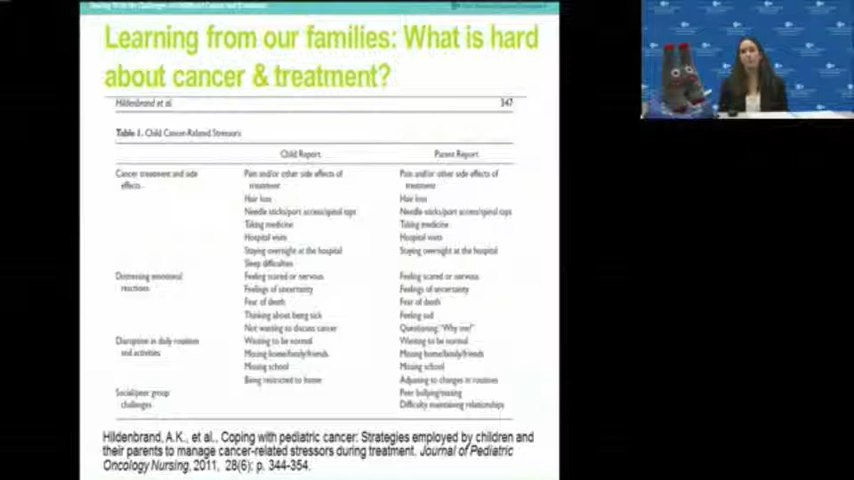 Dealing With the Challenges of Childhood Cancer and Treatment
Learning from our families: What is hard
about cancer & treatment?
Hildenbrand et al. 347
Table 1. Child Cancer-Related Stressors
Child Report Parent Report
Cancer treatment and side Pain and/or other side effects of Pain and/or other side effects of
effects treatment treatment
Hair loss Hair loss
Needle sticks/port access/spinal taps Needle sticks/port access/spinal taps
Taking medicine Taking medicine
Hospital visits Hospital visits
Staying overnight at the hospital Staying overnight at the hospital
Sleep difficulties
Distressing emotional Feeling scared or nervous Feeling scared or nervous
reactions Feelings of uncertainty Feelings of uncertainty
Fear of death Fear of death
Thinking about being sick Feeling sad
Not wanting to discuss cancer Questioning: "Why me?"
Disruption in daily routines Wanting to be normal Wanting to be normal
and activities Missing home/family/friends Missing home/family/friends
Missing school Missing school
Being restricted to home Adjusting to changes in routines
Social/peer group Peer bullying/teasing
challenges Difficulty maintaining relationships
Hildenbrand, A.K., et al., Coping with pediatric cancer: Strategies employed by children and
their parents to manage cancer-related stressors during treatment. Journal of Pediatric
Oncology Nursing, 2011, 28(6): p. 344-354.